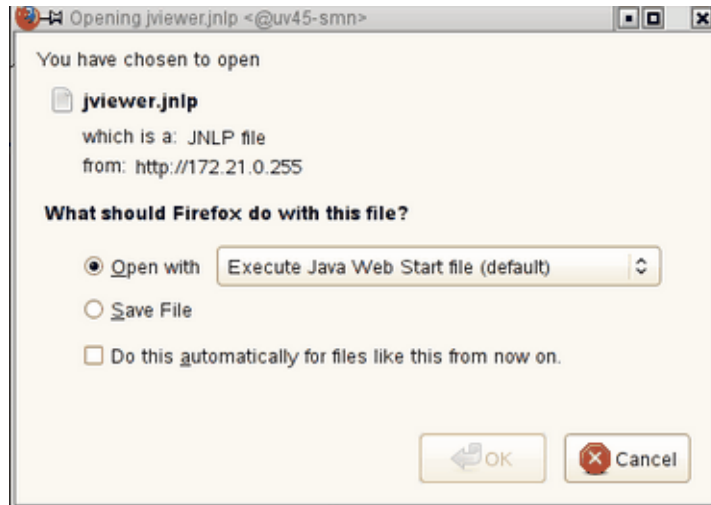 Opening jviewer.jnlp <@uv45-smn>
You have chosen to open
jviewer.jnlp
which is a: JNLP file
from: http://172.21.0.255
What should Firefox do with this file?
Open with Execute Java Web Start file (default)
Save File
Do this automatically for files like this from now on.
OK Cancel